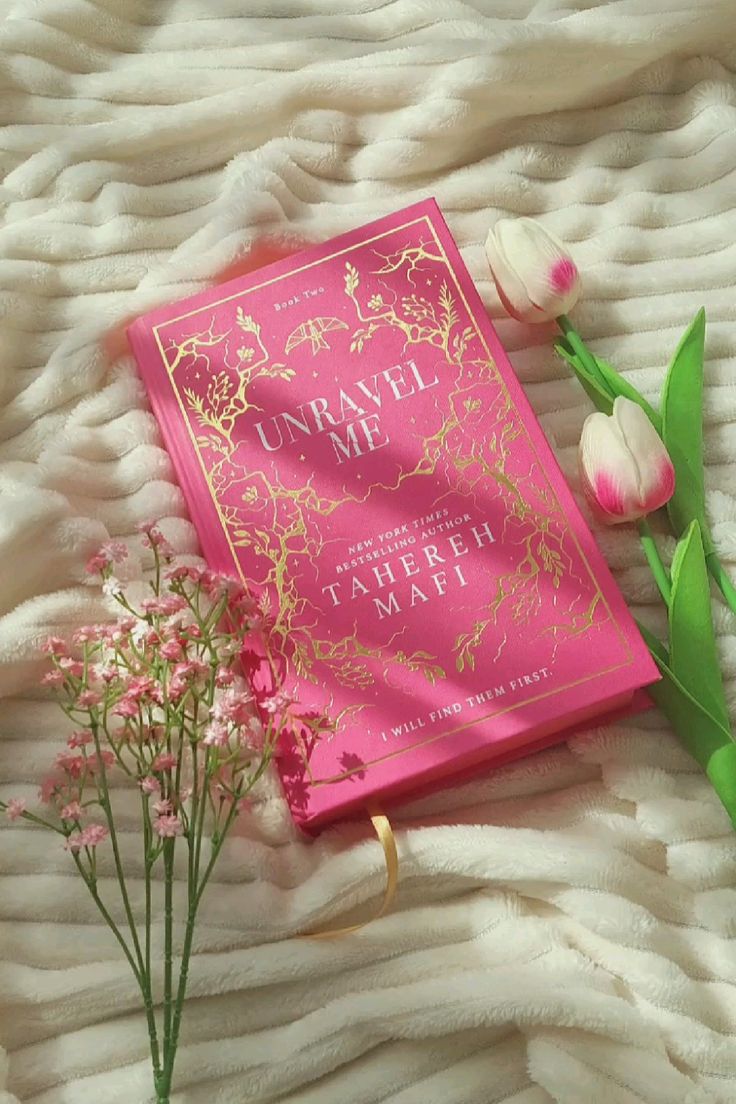 Book Two
UNRAVEL
ME
NEW YORK TIMES
BESTSELLING AUTHOR
TAHEREH
MAFI
I WILL FIND THEM FIRST.